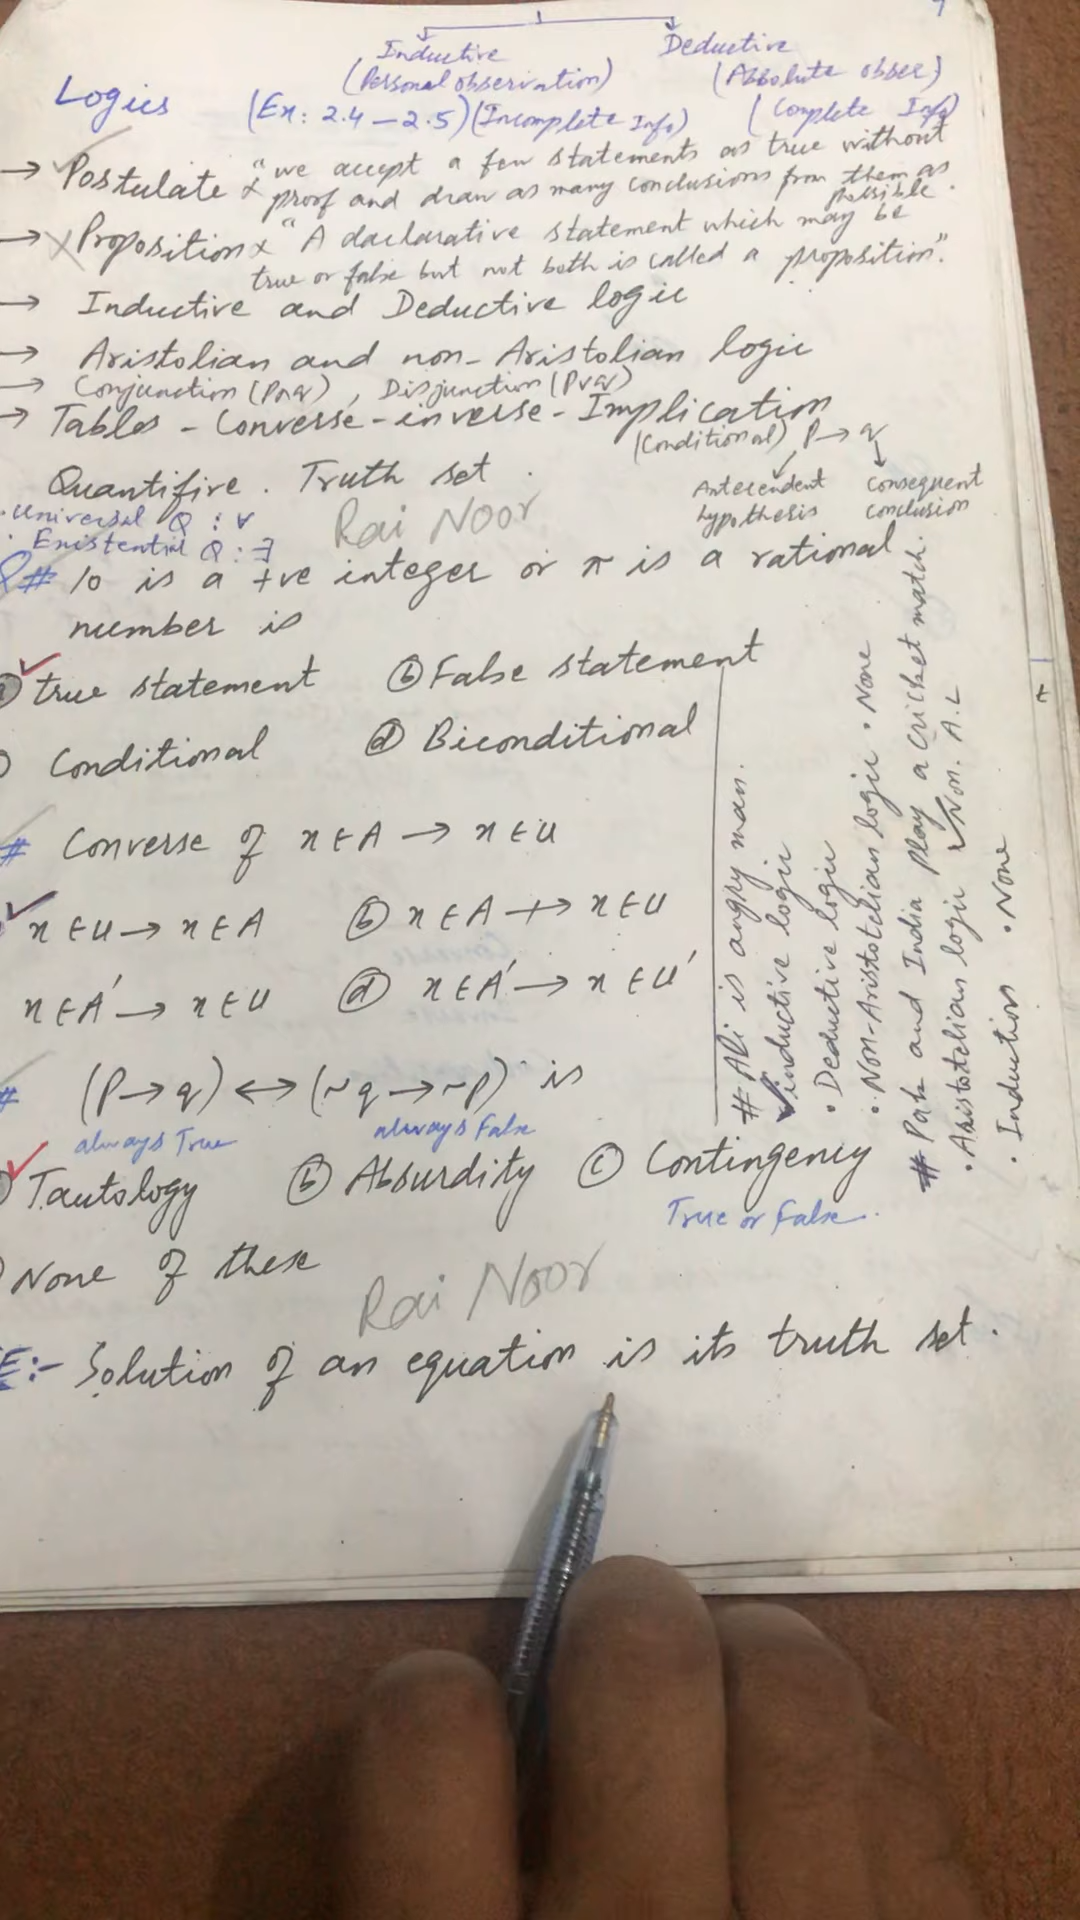 Inductive
(Personal observation)
Deductive
(Absolute obser)
Logics
(Ex: 2.4 – 2.5) (Incomplete Info)
(Complete Info)
→ Postulate "we accept a few statements as true without
proof and draw as many conclusions from them as
possible.
→ Proposition "A daclarative statement which may be
true or false but not both is called a proposition".
→ Inductive and Deductive logic
→ Aristolian and non-Aristolian logic
→ Conjunction (P∧q), Disjunction (P∨q)
→ Tables – Converse – inverse – Implication
(Conditional) P → q
Antecendent
hypothesis
Consequent
conclusion
Quantifire . Truth set .
· Universal Q : ∀
· Existential Q : ∃
Rai Noor
Q# 10 is a +ve integer or π is a rational
number is
✓ true statement
(b) False statement
Conditional
(d) Biconditional
# Converse of x∈A → x∈U
✓ x∈U → x∈A
(b) x∈A ↛ x∈U
x∈A' → x∈U
(d) x∈A' → x∈U'
# (P→q) ↔ (~q→~p) is
always True
always False
✓ Tautology
(b) Absurdity
(c) Contingency
True or False.
None of these
Rai Noor
E:- Solution of an equation is its truth set.
# Ali is angry man.
✓ inductive logic
• Deductive logic
• Non-Aristotelian logic • None
# Pak and India play a cricket match.
• Aristotelian logic ✓ Non. A.L
• Induction • None